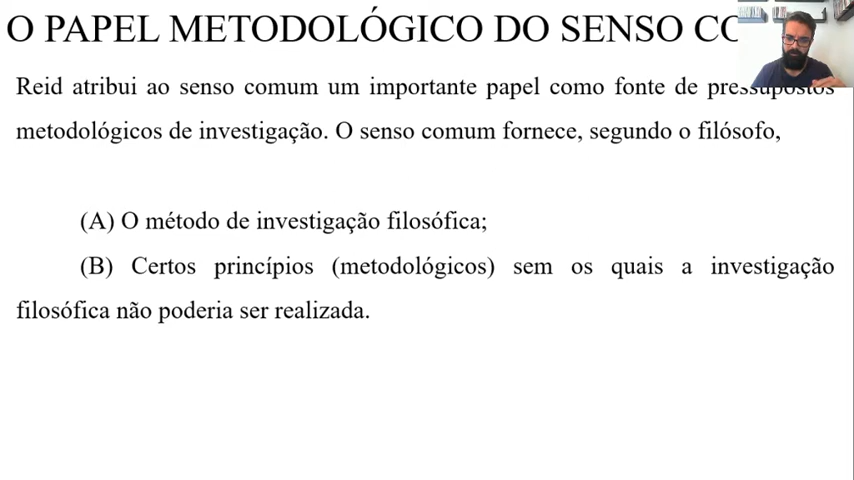 O PAPEL METODOLÓGICO DO SENSO
Reid atribui ao senso comum um importante papel como fonte de pressupostos
metodológicos de investigação. O senso comum fornece, segundo o filósofo,
(A) O método de investigação filosófica;
(B) Certos princípios (metodológicos) sem os quais a investigação
filosófica não poderia ser realizada.